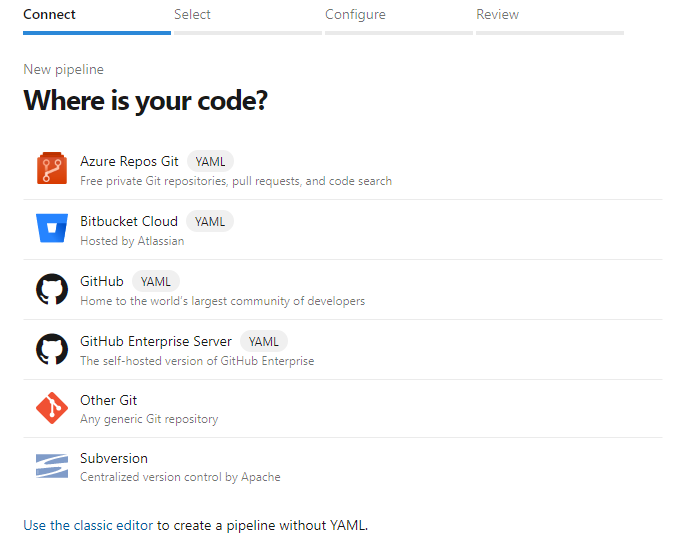 Connect Select Configure Review
New pipeline
Where is your code?
Azure Repos Git YAML
Free private Git repositories, pull requests, and code search
Bitbucket Cloud YAML
Hosted by Atlassian
GitHub YAML
Home to the world's largest community of developers
GitHub Enterprise Server YAML
The self-hosted version of GitHub Enterprise
Other Git
Any generic Git repository
Subversion
Centralized version control by Apache
Use the classic editor to create a pipeline without YAML.